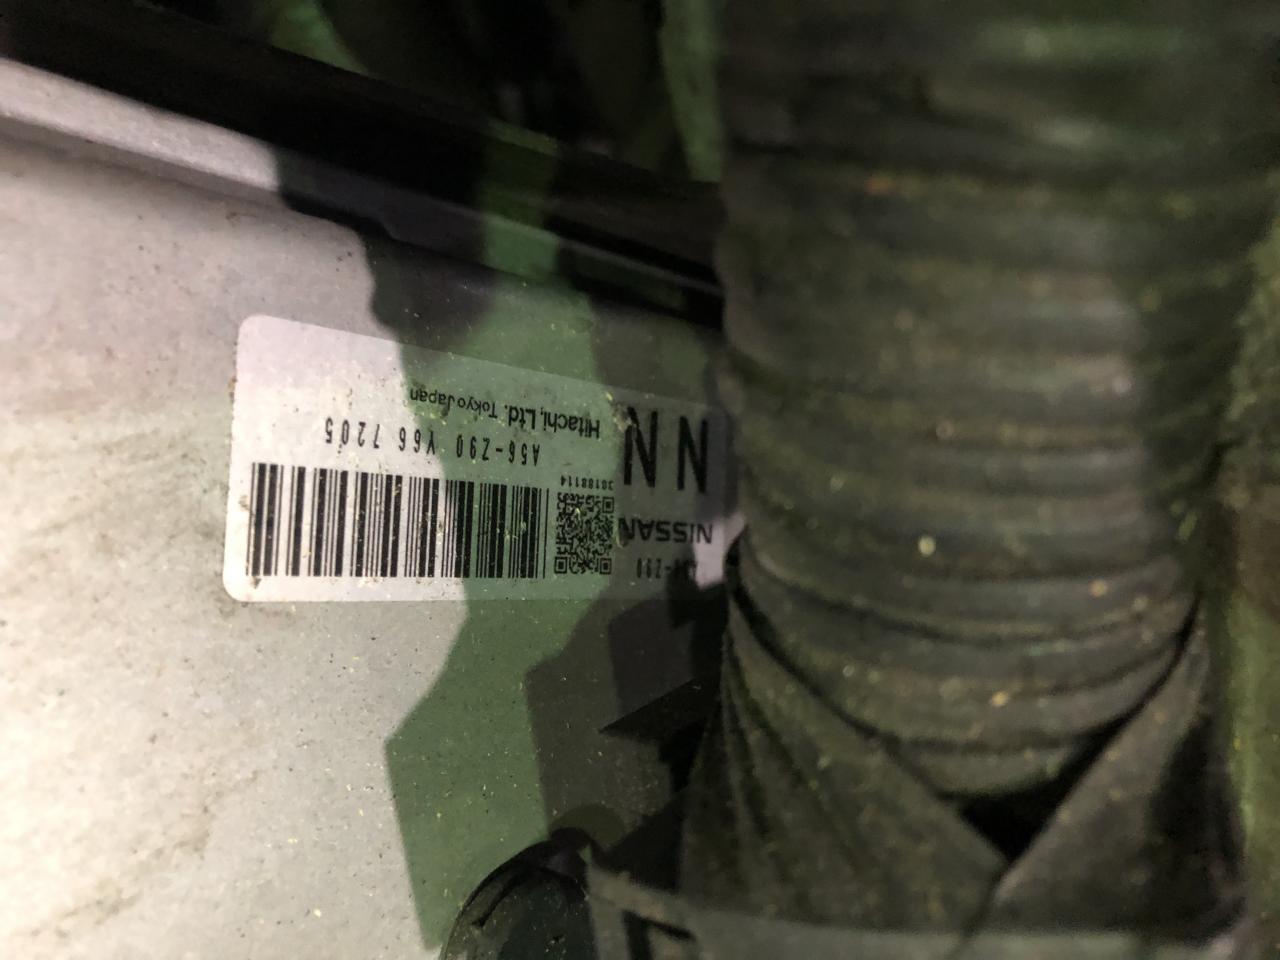 NISSAN
30188114
NN
A56-Z90 Y66 7205
Hitachi, Ltd. Tokyo Japan